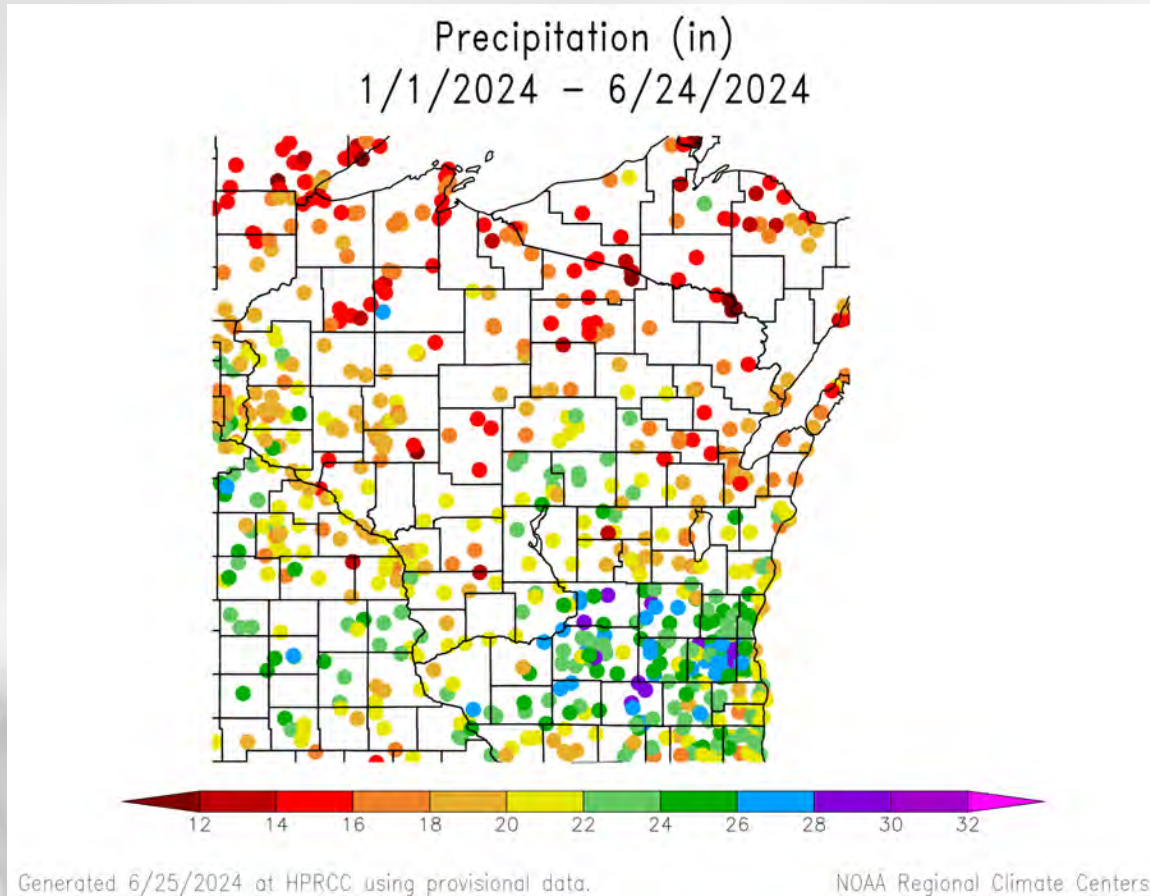 Precipitation (in)
1/1/2024 – 6/24/2024
12 14 16 18 20 22 24 26 28 30 32
Generated 6/25/2024 at HPRCC using provisional data.
NOAA Regional Climate Centers